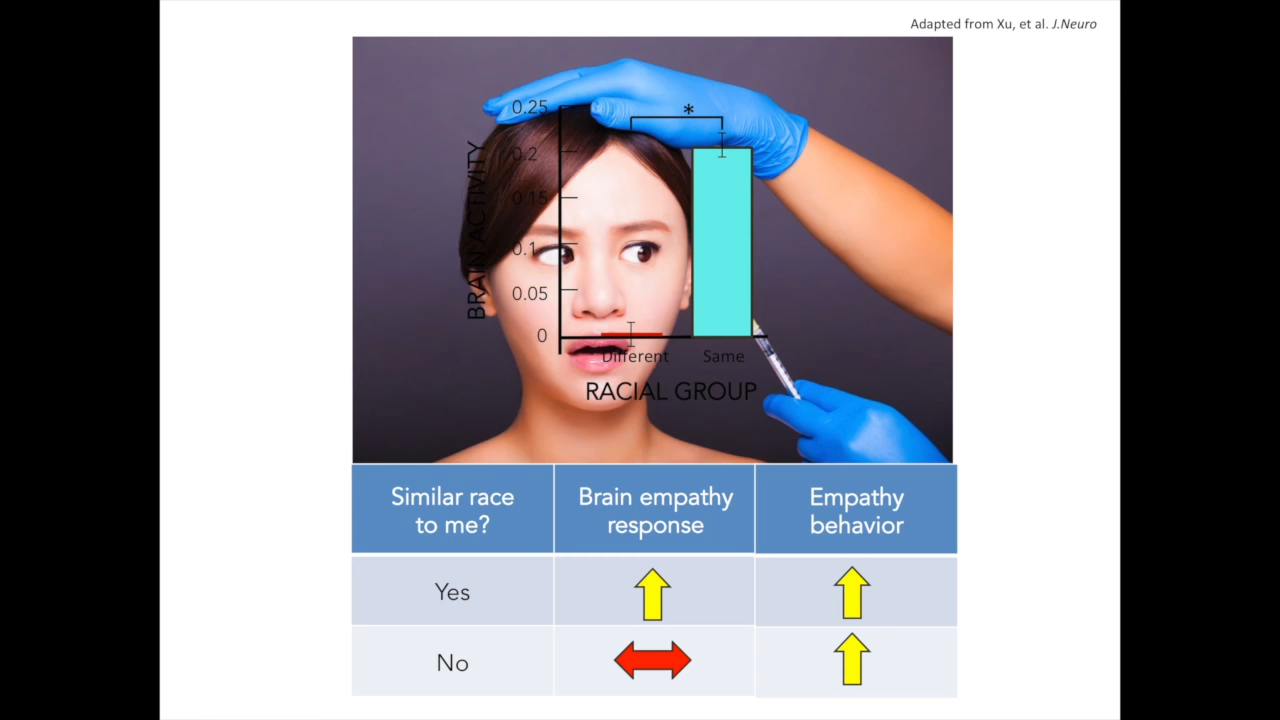 Adapted from Xu, et al. J.Neuro
0.25
*
0.2
0.15
0.1
0.05
0
BRAIN ACTIVITY
Different Same
RACIAL GROUP
Similar race
to me?
Brain empathy
response
Empathy
behavior
Yes
No